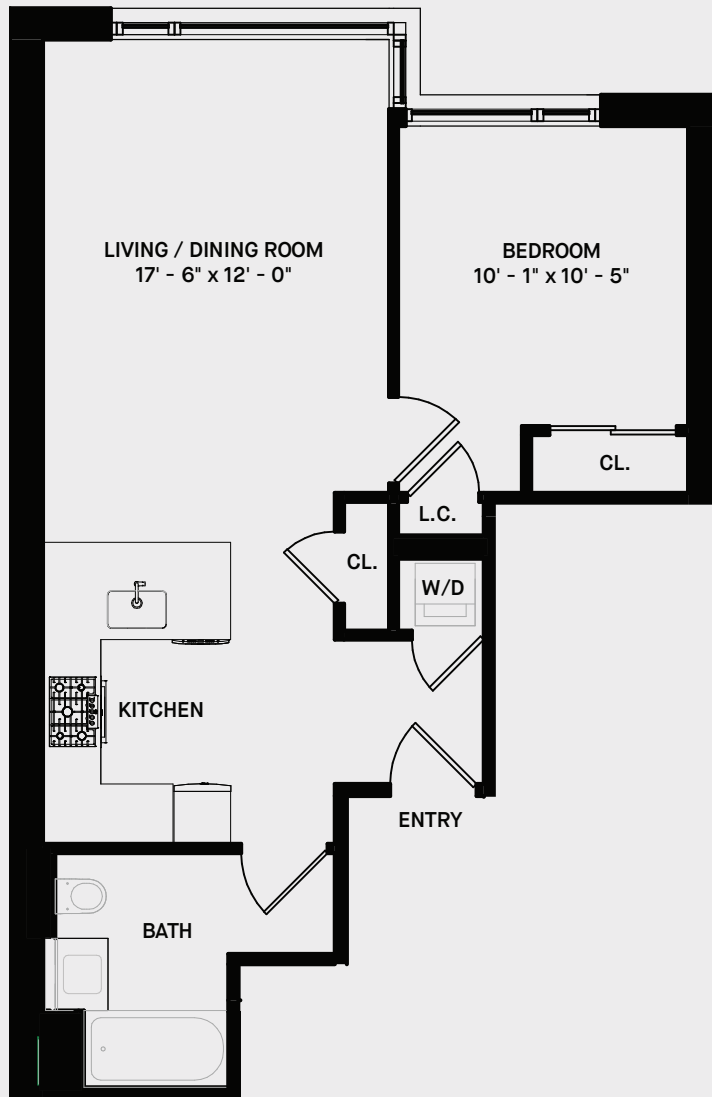 LIVING / DINING ROOM
17' - 6" x 12' - 0"
BEDROOM
10' - 1" x 10' - 5"
CL.
L.C.
CL.
W/D
KITCHEN
ENTRY
BATH